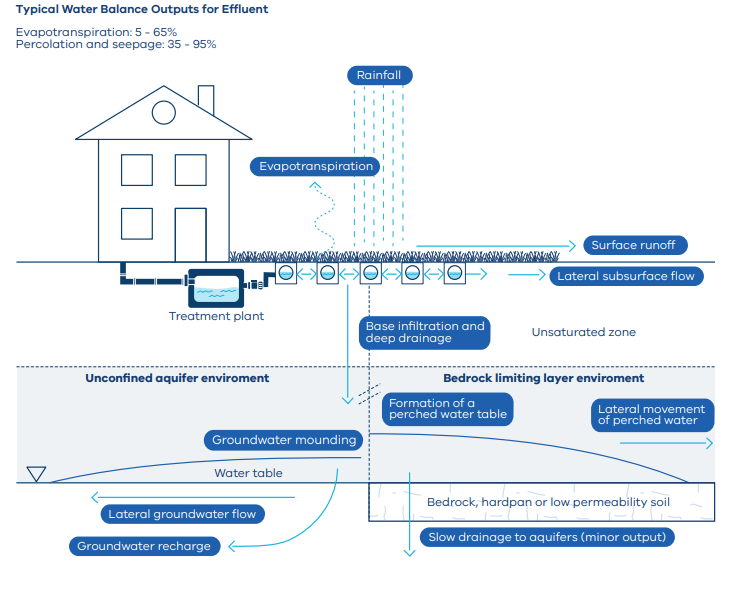 Typical Water Balance Outputs for Effluent
Evapotranspiration: 5 - 65%
Percolation and seepage: 35 - 95%
Rainfall
Evapotranspiration
Surface runoff
Lateral subsurface flow
Treatment plant
Base infiltration and
deep drainage
Unsaturated zone
Unconfined aquifer enviroment
Bedrock limiting layer enviroment
Formation of a
perched water table
Lateral movement
of perched water
Groundwater mounding
Water table
Bedrock, hardpan or low permeability soil
Lateral groundwater flow
Groundwater recharge
Slow drainage to aquifers (minor output)